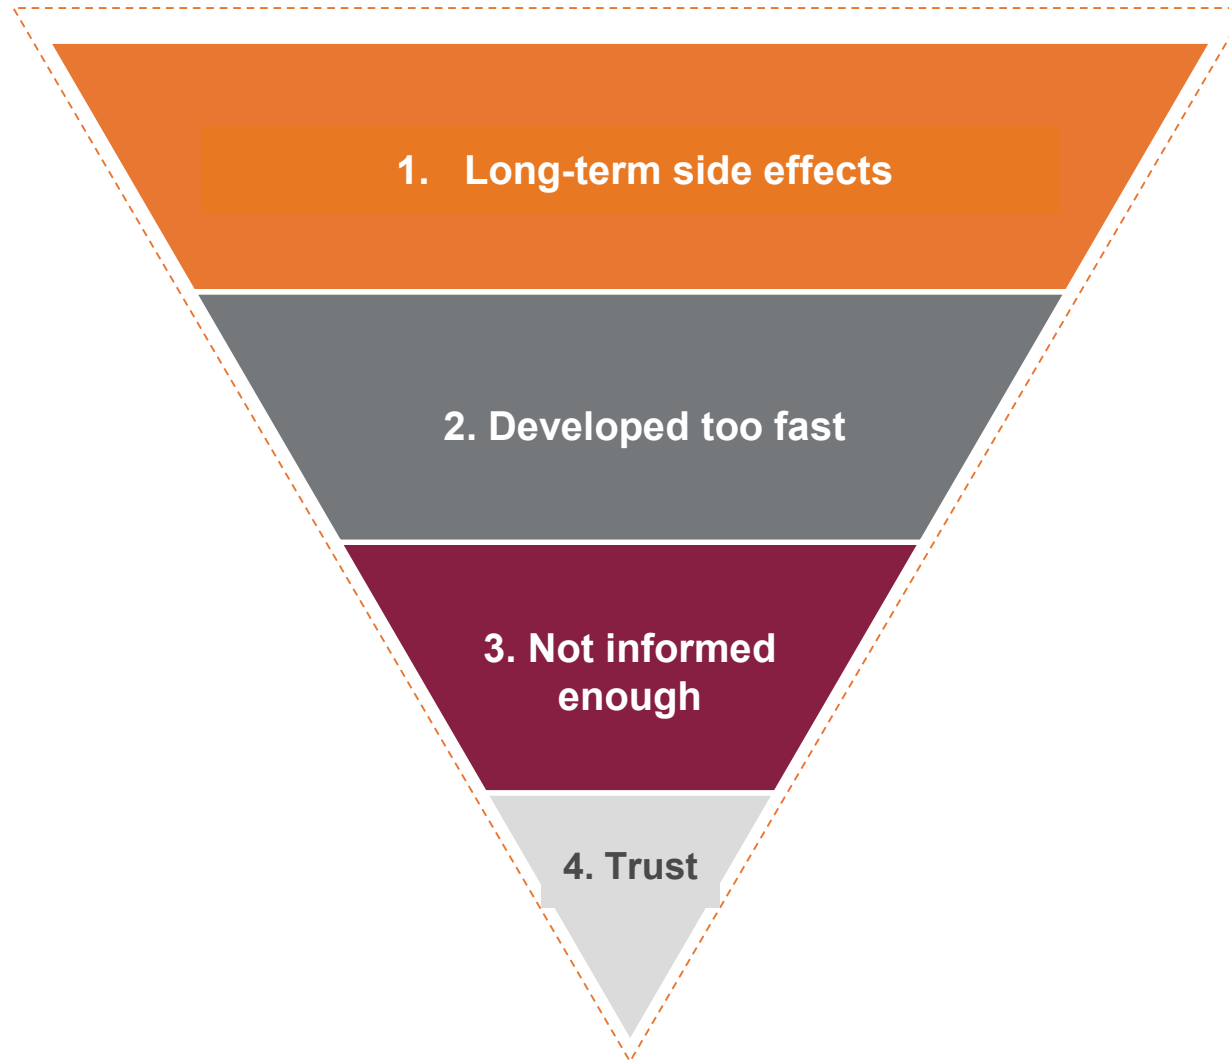 1. Long-term side effects
2. Developed too fast
3. Not informed
enough
4. Trust